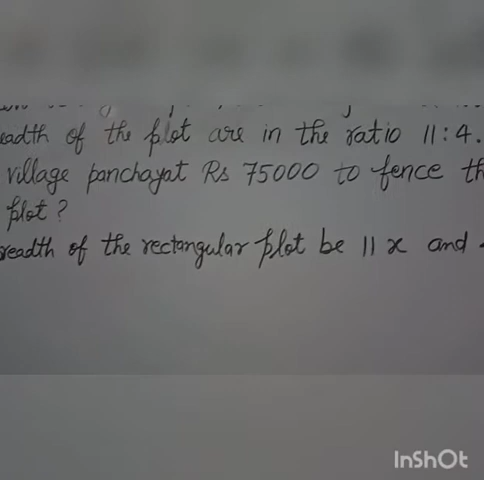 eadth of the plot are in the ratio 11:4.
village panchayat Rs 75000 to fence th
plot?
readth of the rectangular plot be 11 x and
InShOt